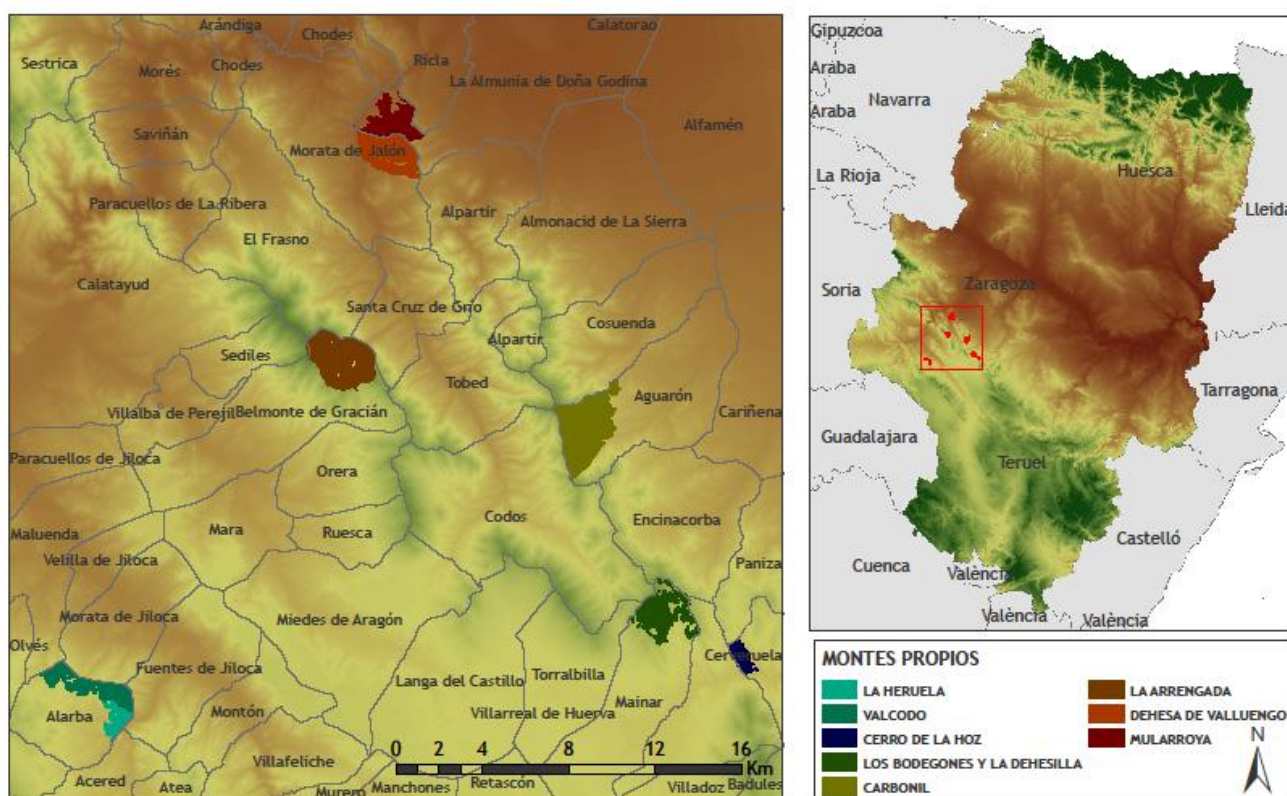 Arándiga
Chodes
Calatorao
Sestrica
Morés
Chodes
Ricla
La Almunia de Doña Godina
Saviñán
Alfamén
Morata de Jalón
Paracuellos de La Ribera
Alpartir
Almonacid de La Sierra
El Frasno
Calatayud
Santa Cruz de Grío
Cosuenda
Sediles
Alpartir
Tobed
Aguarón
Villalba de Perejil
Belmonte de Gracián
Cariñena
Paracuellos de Jiloca
Orera
Mara
Ruesca
Codos
Encinacorba
Maluenda
Velilla de Jiloca
Paniza
Morata de Jiloca
Miedes de Aragón
Olvés
Fuentes de Jiloca
Cerveruela
Langa del Castillo
Torralbilla
Alarba
Montón
Villarreal de Huerva
Mainar
Villafeliche
0 2 4 8 12 16
Km
Acered
Atea
Murero
Manchones
Retascón
Villadoz
Badules
Gipuzcoa
Araba
Navarra
Araba
La Rioja
Huesca
Lleida
Soria
Zaragoza
Tarragona
Guadalajara
Teruel
Castelló
Cuenca
València
València
València
MONTES PROPIOS
LA HERUELA
VALCODO
CERRO DE LA HOZ
LOS BODEGONES Y LA DEHESILLA
CARBONIL
LA ARRENGADA
DEHESA DE VALLUENGO
MULARROYA
N